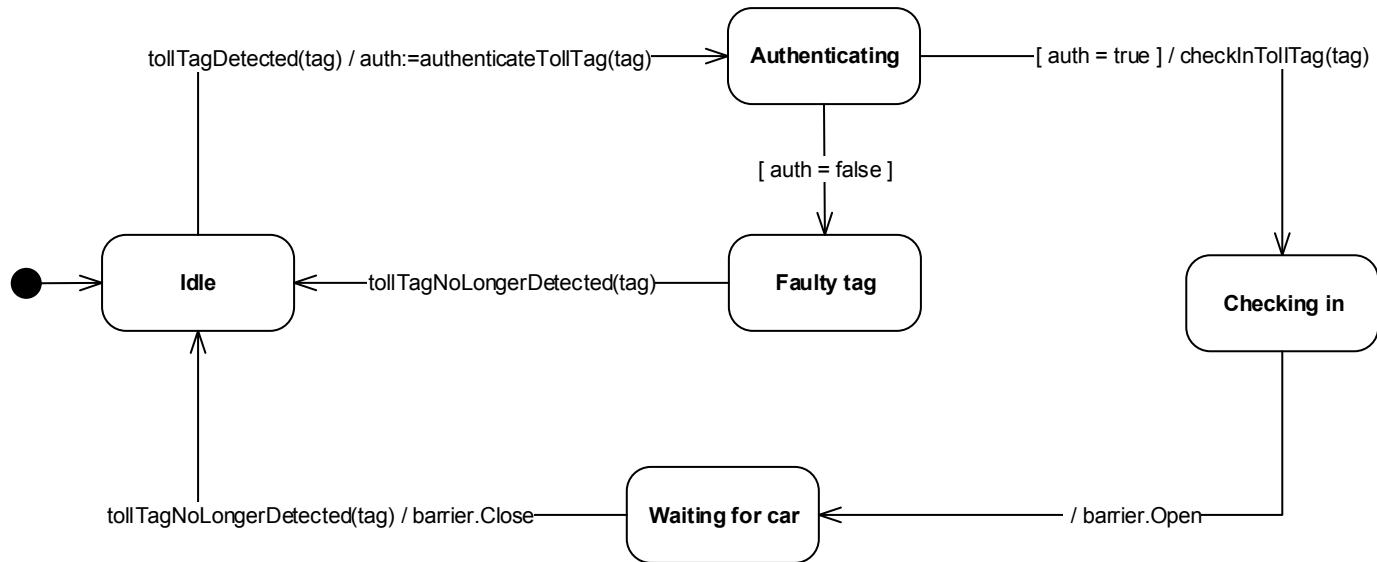 tollTagDetected(tag) / auth:=authenticateTollTag(tag)
Authenticating
[ auth = true ] / checkInTollTag(tag)
[ auth = false ]
Idle
tollTagNoLongerDetected(tag)
Faulty tag
Checking in
tollTagNoLongerDetected(tag) / barrier.Close
Waiting for car
/ barrier.Open